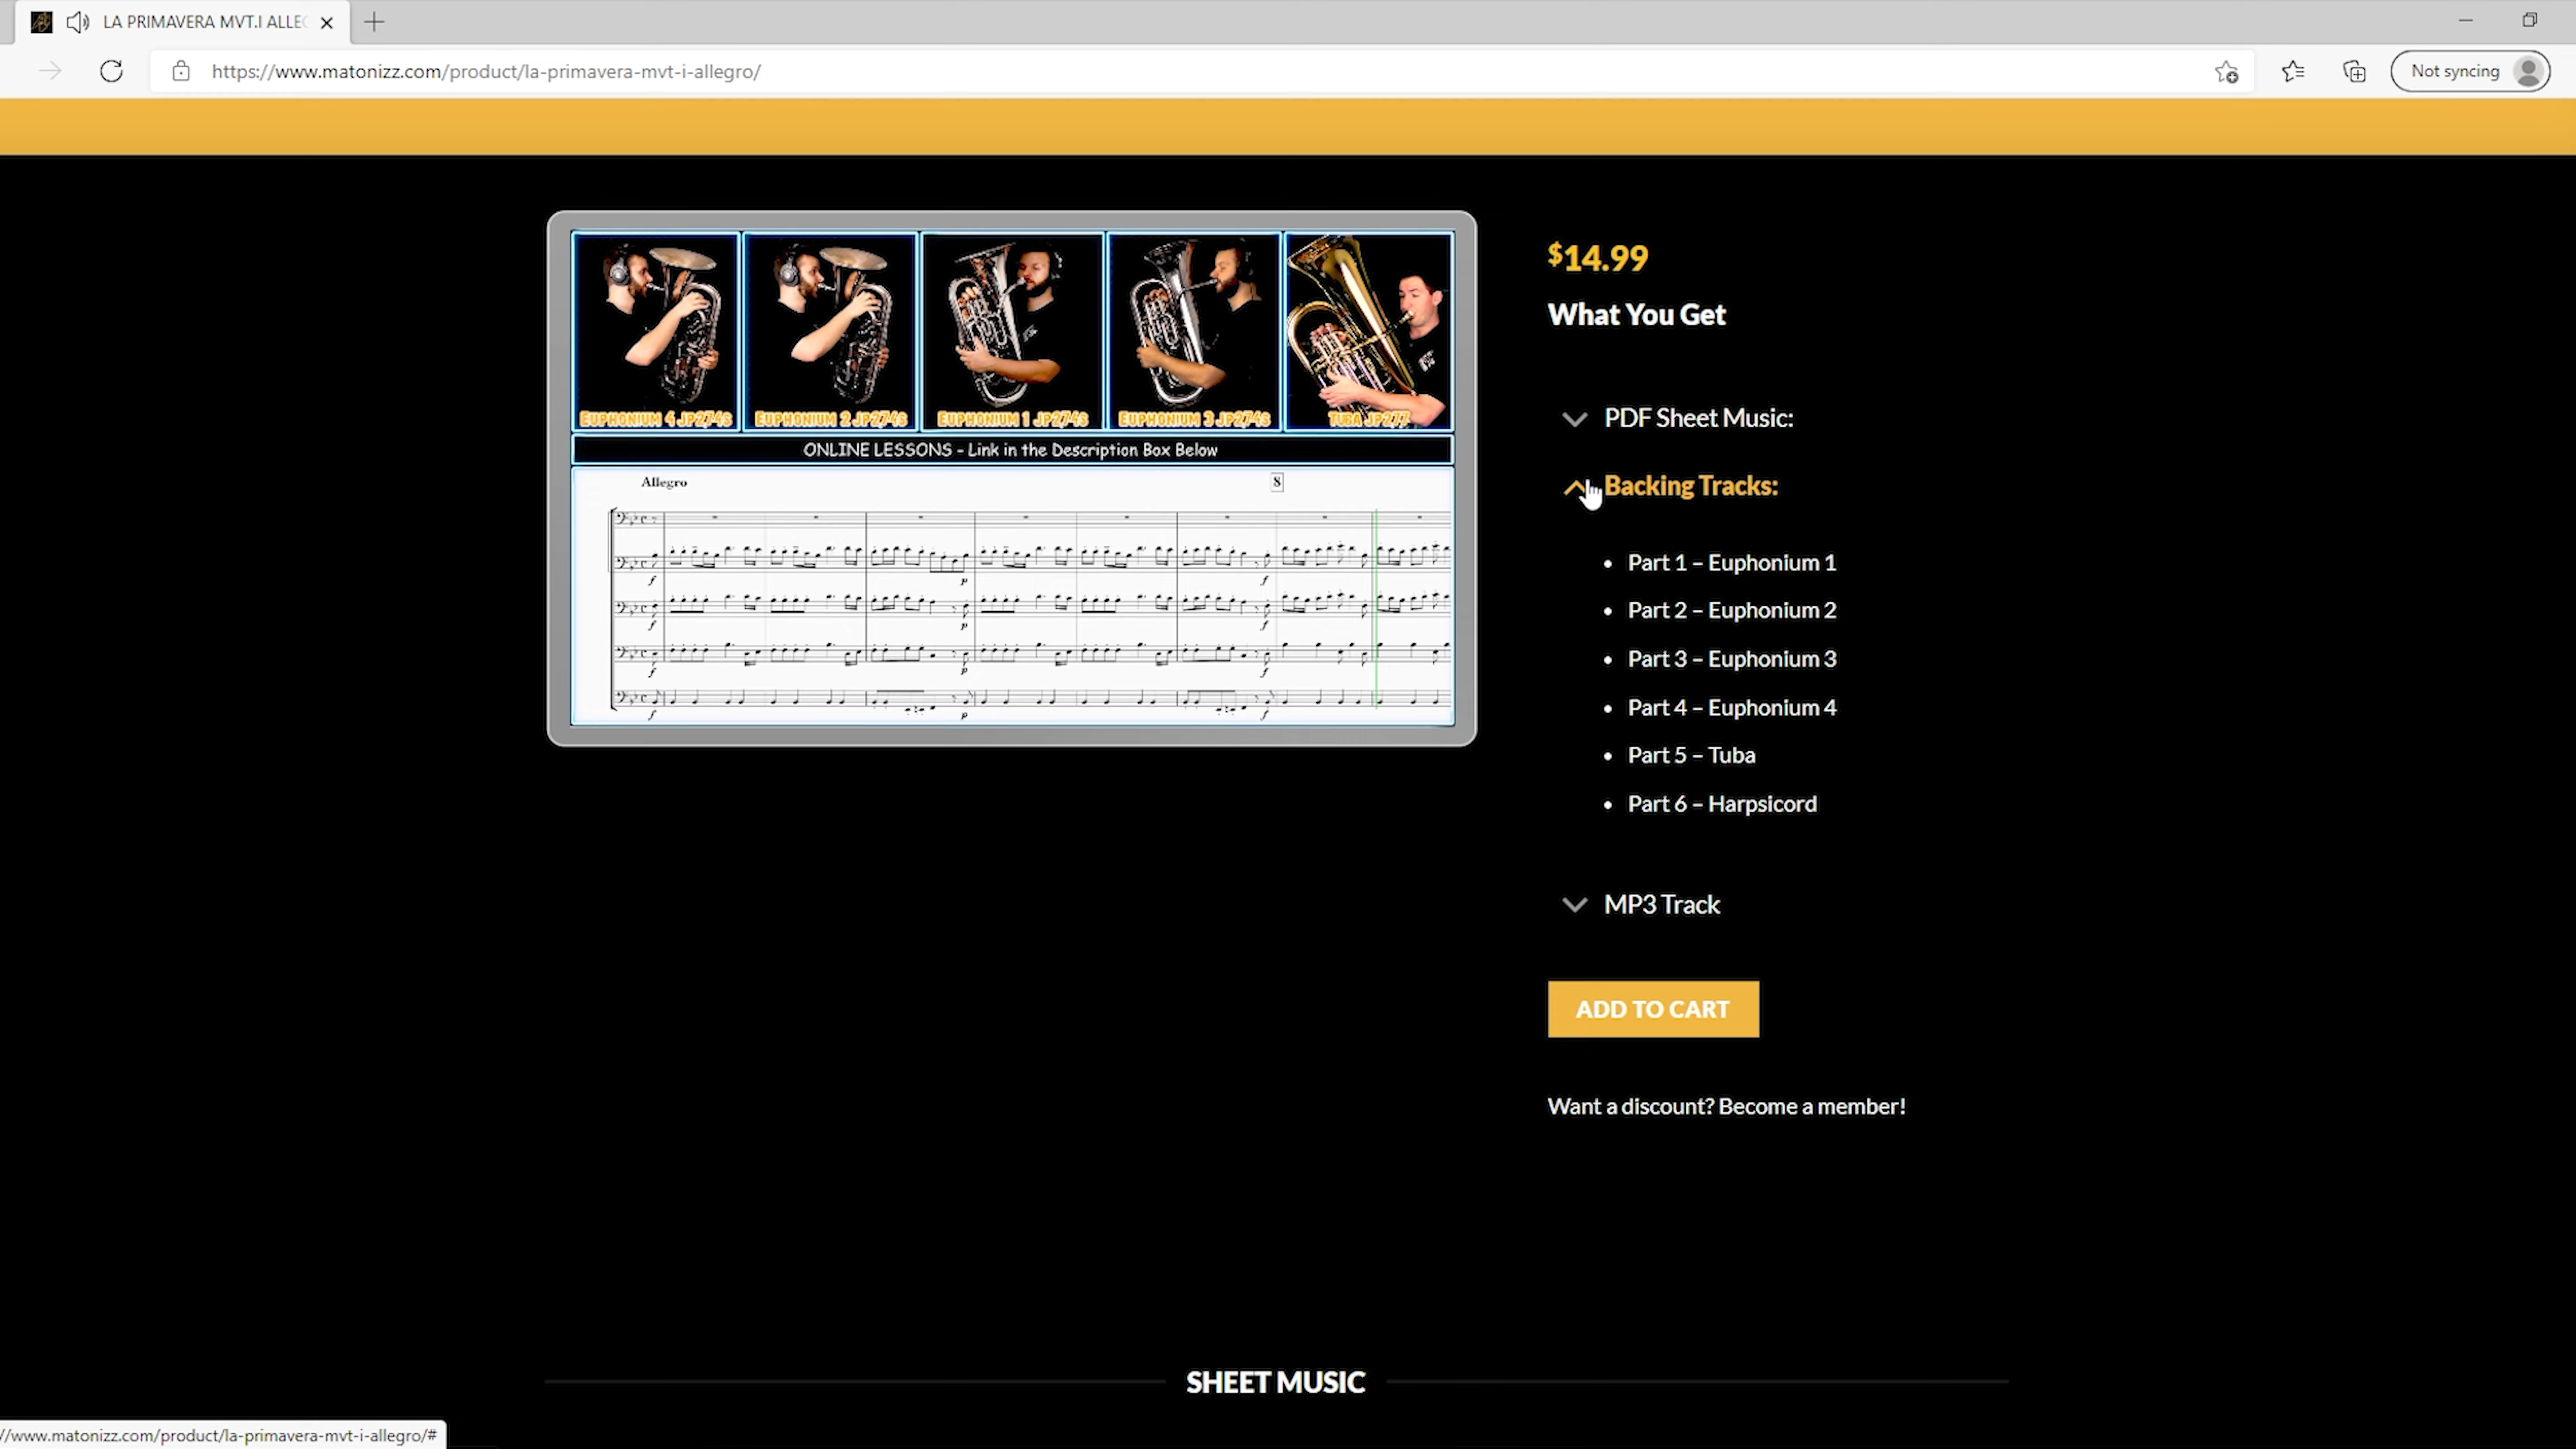 LA PRIMAVERA MVT.I ALLEG
https://www.matonizz.com/product/la-primavera-mvt-i-allegro/
Not syncing
EUPHONIUM 4 JP274S
EUPHONIUM 2 JP274S
EUPHONIUM 1 JP274S
EUPHONIUM 3 JP274S
TUBA JP277
ONLINE LESSONS - Link in the Description Box Below
Allegro
8
f
p
f
f
p
f
f
p
f
f
p
f
$14.99
What You Get
PDF Sheet Music:
Backing Tracks:
• Part 1 – Euphonium 1
• Part 2 – Euphonium 2
• Part 3 – Euphonium 3
• Part 4 – Euphonium 4
• Part 5 – Tuba
• Part 6 – Harpsicord
MP3 Track
ADD TO CART
Want a discount? Become a member!
SHEET MUSIC
//www.matonizz.com/product/la-primavera-mvt-i-allegro/#